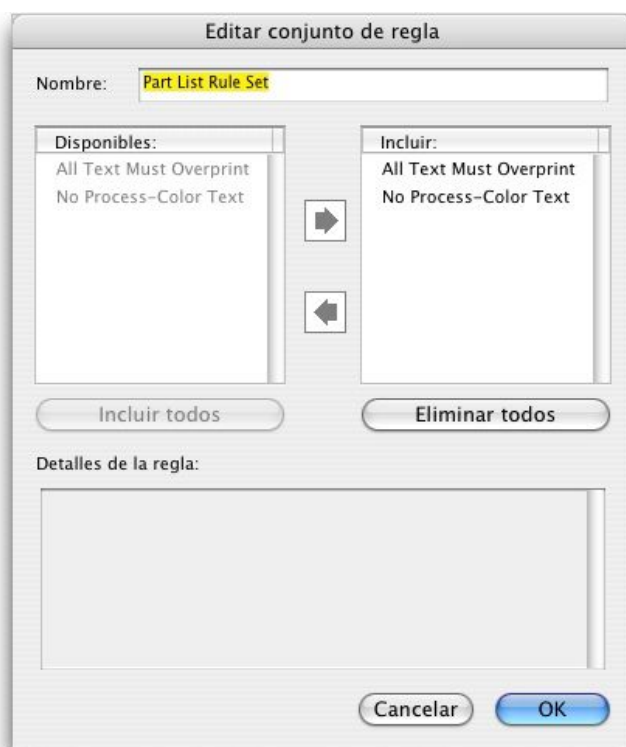 Editar conjunto de regla
Nombre: Part List Rule Set
Disponibles:
All Text Must Overprint
No Process-Color Text
Incluir:
All Text Must Overprint
No Process-Color Text
Incluir todos
Eliminar todos
Detalles de la regla:
Cancelar
OK